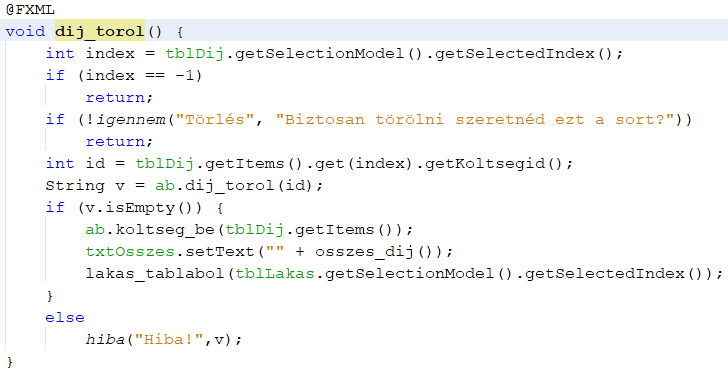 @FXML
void dij_torol() {
    int index = tblDij.getSelectionModel().getSelectedIndex();
    if (index == -1)
        return;
    if (!igennem("Törlés", "Biztosan törölni szeretnéd ezt a sort?"))
        return;
    int id = tblDij.getItems().get(index).getKoltsegid();
    String v = ab.dij_torol(id);
    if (v.isEmpty()) {
        ab.koltseg_be(tblDij.getItems());
        txtOsszes.setText("" + osszes_dij());
        lakas_tablabol(tblLakas.getSelectionModel().getSelectedIndex());
    }
    else
        hiba("Hiba!",v);
}